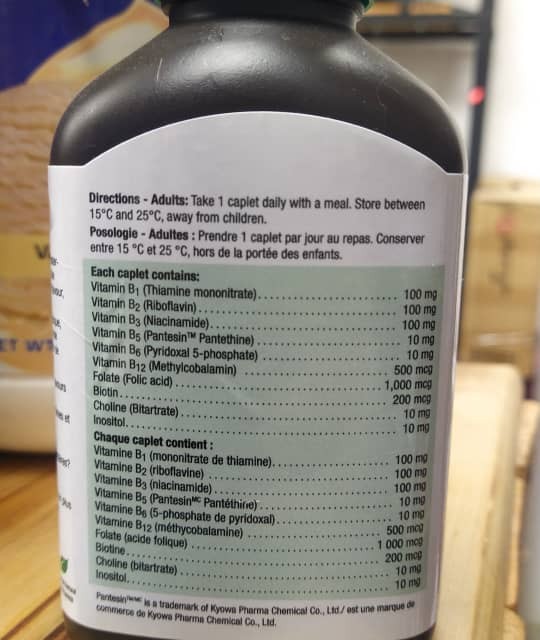 Directions - Adults: Take 1 caplet daily with a meal. Store between
15°C and 25°C, away from children.
Posologie - Adultes : Prendre 1 caplet par jour au repas. Conserver
entre 15 °C et 25 °C, hors de la portée des enfants.
Each caplet contains:
Vitamin B1 (Thiamine mononitrate) 100 mg
Vitamin B2 (Riboflavin) 100 mg
Vitamin B3 (Niacinamide) 100 mg
Vitamin B5 (Pantesin™ Pantethine) 10 mg
Vitamin B6 (Pyridoxal 5-phosphate) 10 mg
Vitamin B12 (Methylcobalamin) 500 mcg
Folate (Folic acid) 1,000 mcg
Biotin 200 mcg
Choline (Bitartrate) 10 mg
Inositol 10 mg
Chaque caplet contient :
Vitamine B1 (mononitrate de thiamine) 100 mg
Vitamine B2 (riboflavine) 100 mg
Vitamine B3 (niacinamide) 100 mg
Vitamine B5 (Pantesinᴹᶜ Pantéthine) 10 mg
Vitamine B6 (5-phosphate de pyridoxal) 10 mg
Vitamine B12 (méthycobalamine) 500 mcg
Folate (acide folique) 1 000 mcg
Biotine 200 mcg
Choline (bitartrate) 10 mg
Inositol 10 mg
Pantesin™/ᴹᶜ is a trademark of Kyowa Pharma Chemical Co., Ltd./ est une marque de
commerce de Kyowa Pharma Chemical Co., Ltd.